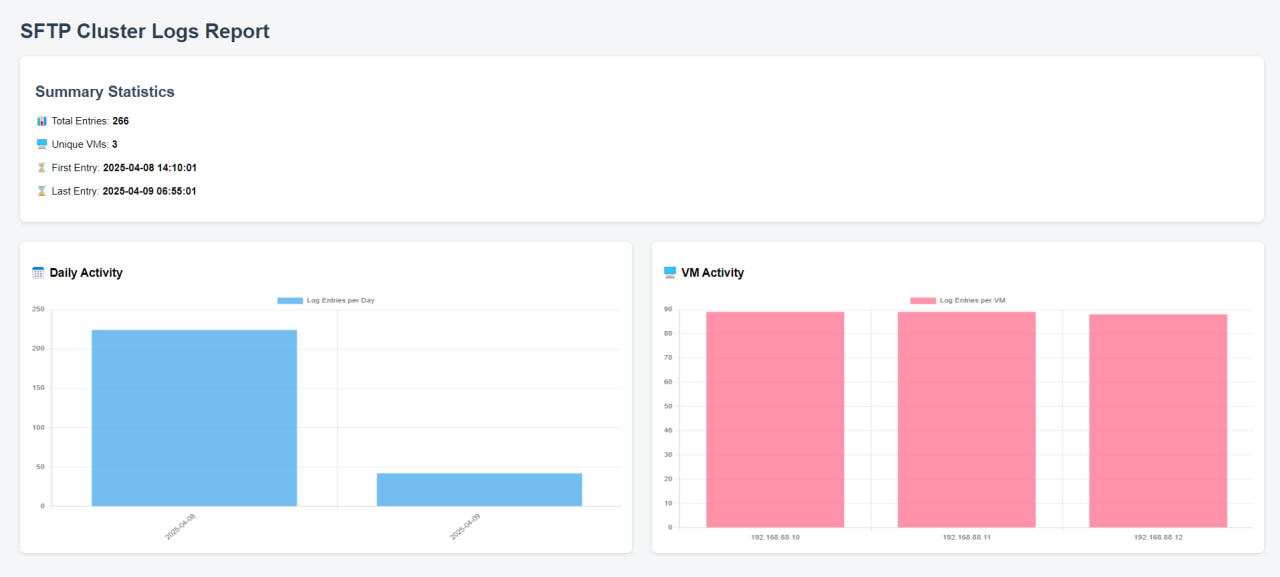 SFTP Cluster Logs Report
Summary Statistics
Total Entries: 266
Unique VMs: 3
First Entry: 2025-04-08 14:10:01
Last Entry: 2025-04-09 06:55:01
Daily Activity
Log Entries per Day
250
200
150
100
50
0
2025-04-08
2025-04-09
VM Activity
Log Entries per VM
90
80
70
60
50
40
30
20
10
0
192.168.88.10
192.168.88.11
192.168.88.12